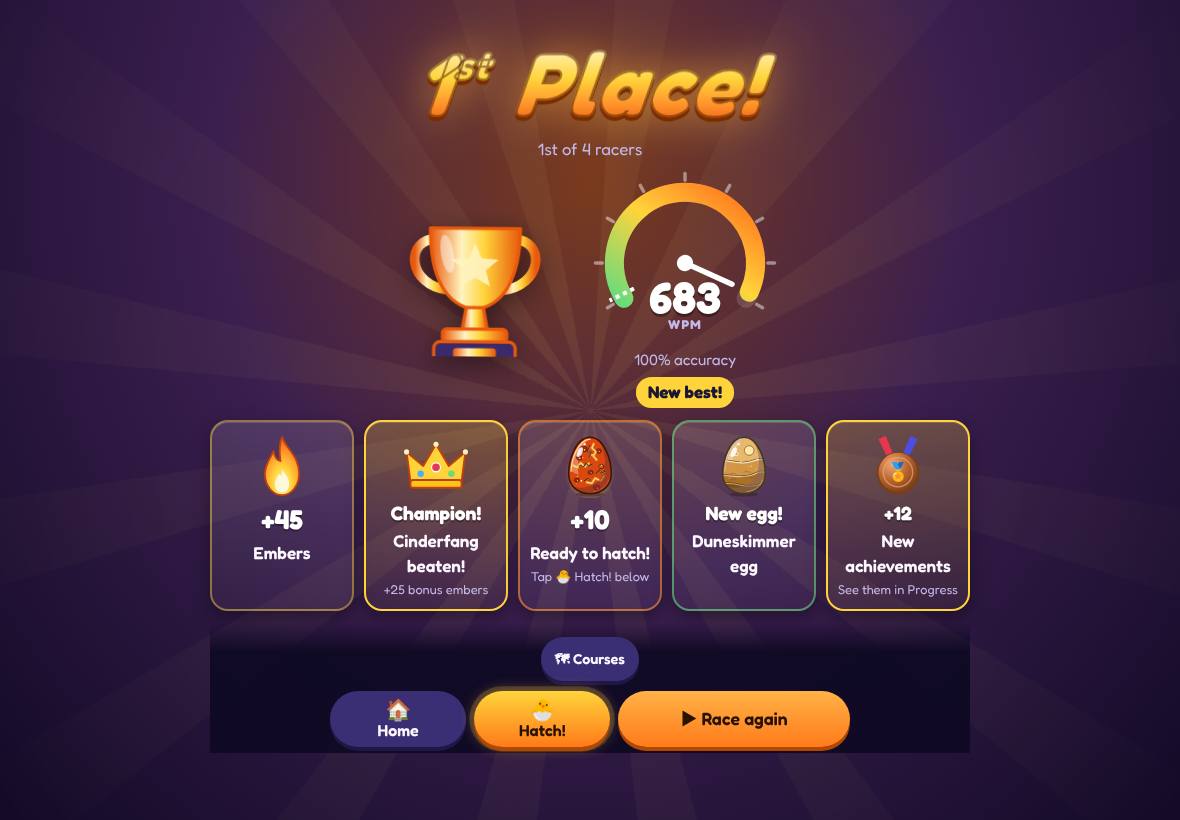 1st Place!
1st of 4 racers
683
WPM
100% accuracy
New best!
+45
Embers
Champion!
Cinderfang
beaten!
+25 bonus embers
+10
Ready to hatch!
Tap 🐣 Hatch! below
New egg!
Duneskimmer
egg
+12
New
achievements
See them in Progress
🗺 Courses
🏠
Home
🐣
Hatch!
▶ Race again